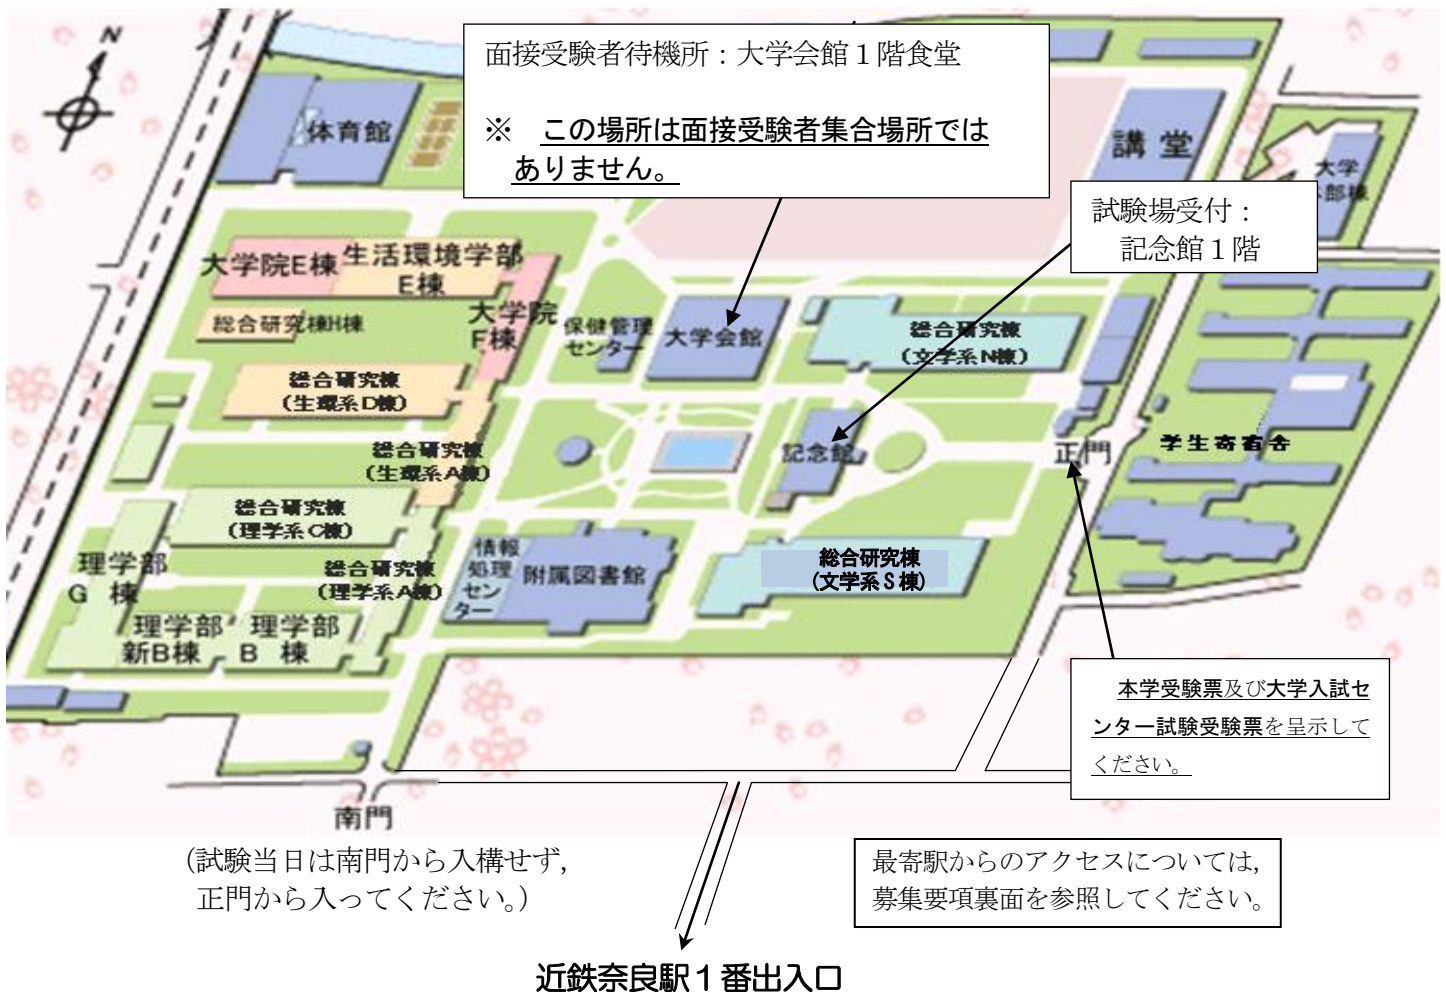 N
面接受験者待機所：大学会館１階食堂
※　この場所は面接受験者集合場所では
ありません。
体育館
講 堂
大学
部棟
試験場受付：
記念館１階
大学院E棟
生活環境学部
E棟
総合研究棟H棟
大学院
F棟
保健管理
センター
大学会館
総合研究棟
（文学系N棟）
総合研究棟
（生環系D棟）
総合研究棟
（生環系A棟）
記念館
正門
学生寄宿舎
総合研究棟
（理学系C棟）
理学部
G 棟
総合研究棟
（理学系A棟）
情報
処理
セン
ター
附属図書館
総合研究棟
（文学系Ｓ棟）
理学部
新B棟
理学部
B 棟
本学受験票及び大学入試セ
ンター試験受験票を呈示して
ください。
南門
（試験当日は南門から入構せず，
正門から入ってください。）
最寄駅からのアクセスについては，
募集要項裏面を参照してください。
近鉄奈良駅１番出入口